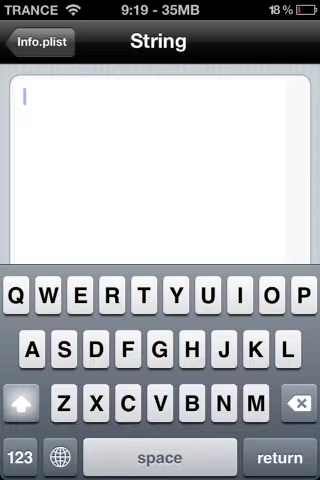 TRANCE 9:19 - 35MB 18 %
Info.plist String
Q W E R T Y U I O P
A S D F G H J K L
Z X C V B N M
123 space return